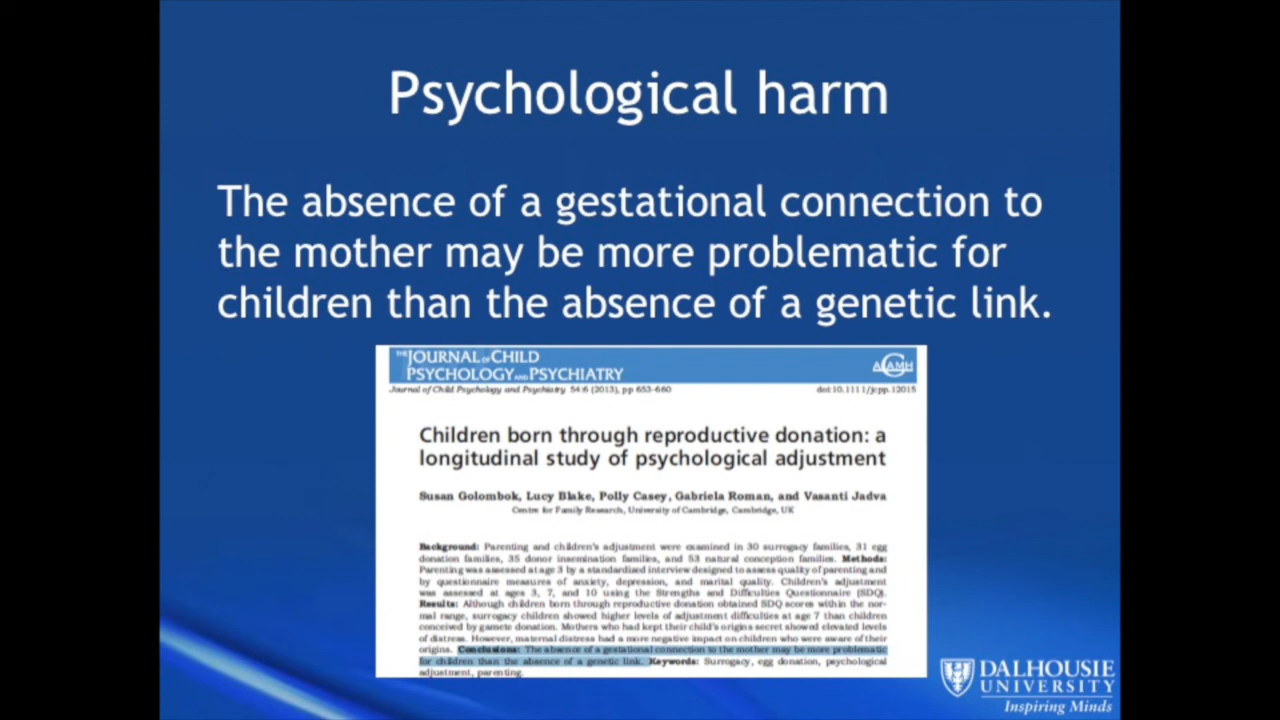 Psychological harm
The absence of a gestational connection to
the mother may be more problematic for
children than the absence of a genetic link.
THE JOURNAL OF CHILD
PSYCHOLOGY AND PSYCHIATRY
ACAMH
Journal of Child Psychology and Psychiatry 54:6 (2013), pp 653–660
doi:10.1111/jcpp.12015
Children born through reproductive donation: a
longitudinal study of psychological adjustment
Susan Golombok, Lucy Blake, Polly Casey, Gabriela Roman, and Vasanti Jadva
Centre for Family Research, University of Cambridge, Cambridge, UK
Background: Parenting and children's adjustment were examined in 30 surrogacy families, 31 egg
donation families, 35 donor insemination families, and 53 natural conception families. Methods:
Parenting was assessed at age 3 by a standardised interview designed to assess quality of parenting and
by questionnaire measures of anxiety, depression, and marital quality. Children's adjustment
was assessed at ages 3, 7, and 10 using the Strengths and Difficulties Questionnaire (SDQ).
Results: Although children born through reproductive donation obtained SDQ scores within the nor-
mal range, surrogacy children showed higher levels of adjustment difficulties at age 7 than children
conceived by gamete donation. Mothers who had kept their child's origins secret showed elevated levels
of distress. However, maternal distress had a more negative impact on children who were aware of their
origins. Conclusions: The absence of a gestational connection to the mother may be more problematic
for children than the absence of a genetic link. Keywords: Surrogacy, egg donation, psychological
adjustment, parenting.
DALHOUSIE
UNIVERSITY
Inspiring Minds